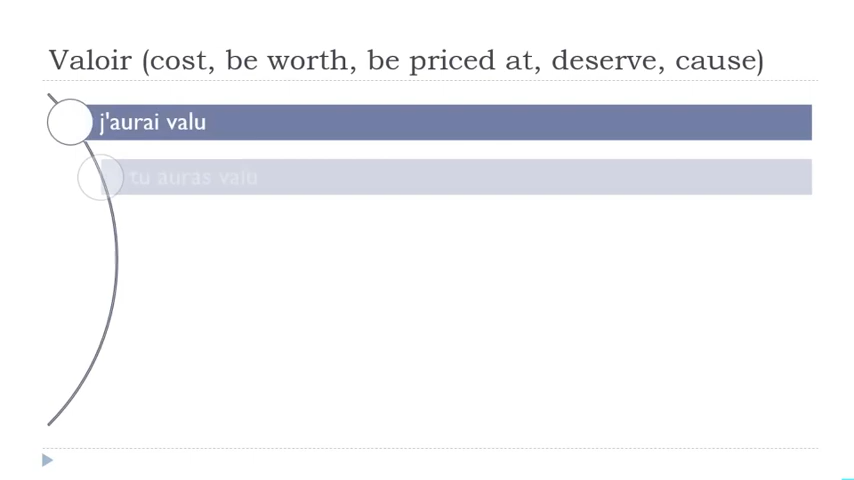 Valoir (cost, be worth, be priced at, deserve, cause)
j'aurai valu
tu auras valu